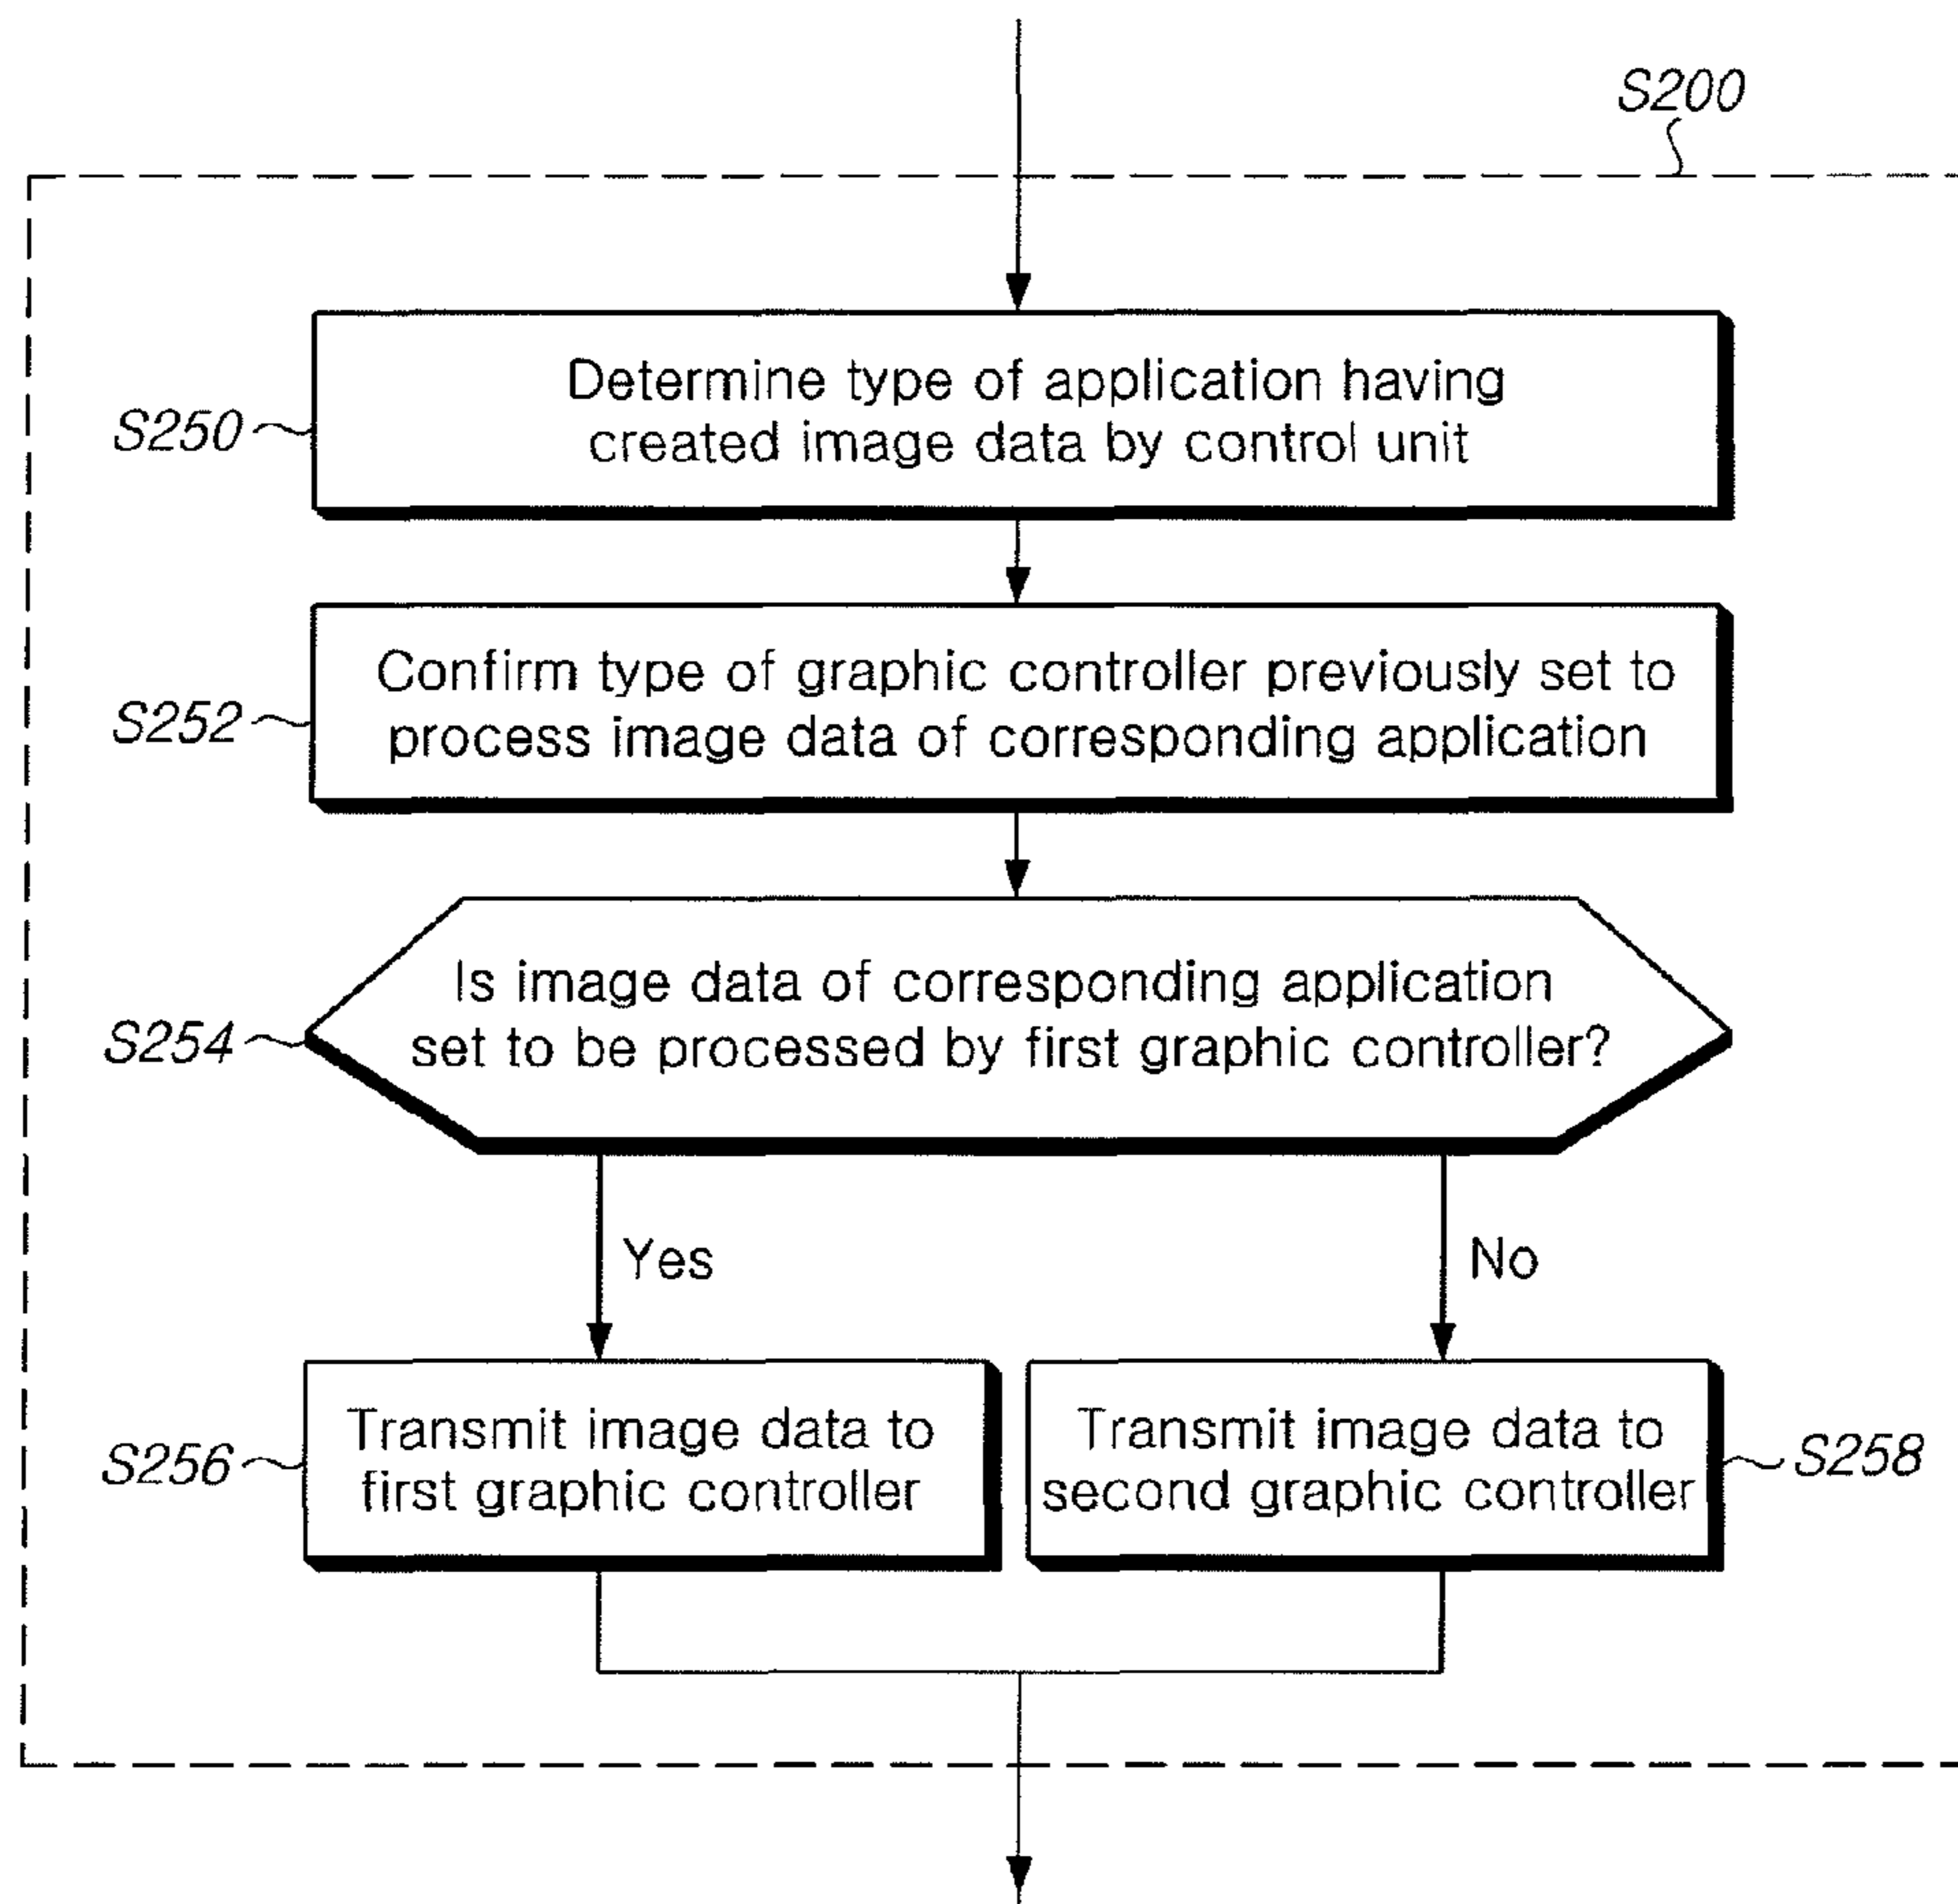 S200
Determine type of application having
created image data by control unit
S250
Confirm type of graphic controller previously set to
process image data of corresponding application
S252
Is image data of corresponding application
set to be processed by first graphic controller?
S254
Yes
No
Transmit image data to
first graphic controller
S256
Transmit image data to
second graphic controller
S258